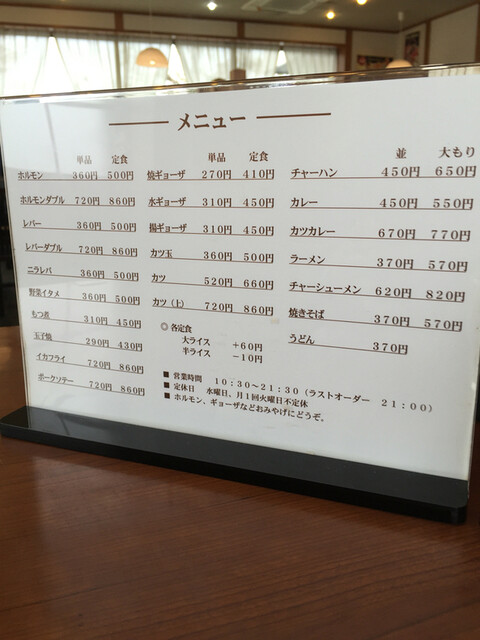 メニュー
単品 定食
ホルモン 360円 500円
ホルモンダブル 720円 860円
レバー 360円 500円
レバーダブル 720円 860円
ニラレバ 360円 500円
野菜イタメ 360円 500円
もつ煮 310円 450円
玉子焼 290円 430円
イカフライ 720円 860円
ポークソテー 720円 860円
単品 定食
焼ギョーザ 270円 410円
水ギョーザ 310円 450円
揚ギョーザ 310円 450円
カツ玉 360円 500円
カツ 520円 660円
カツ（上） 720円 860円
◎ 各定食
大ライス +60円
半ライス -10円
並 大もり
チャーハン 450円 650円
カレー 450円 550円
カツカレー 670円 770円
ラーメン 370円 570円
チャーシューメン 620円 820円
焼きそば 370円 570円
うどん 370円
■ 営業時間 10:30～21:30（ラストオーダー 21:00）
■ 定休日 水曜日、月1回火曜日不定休
■ ホルモン、ギョーザなどおみやげにどうぞ。